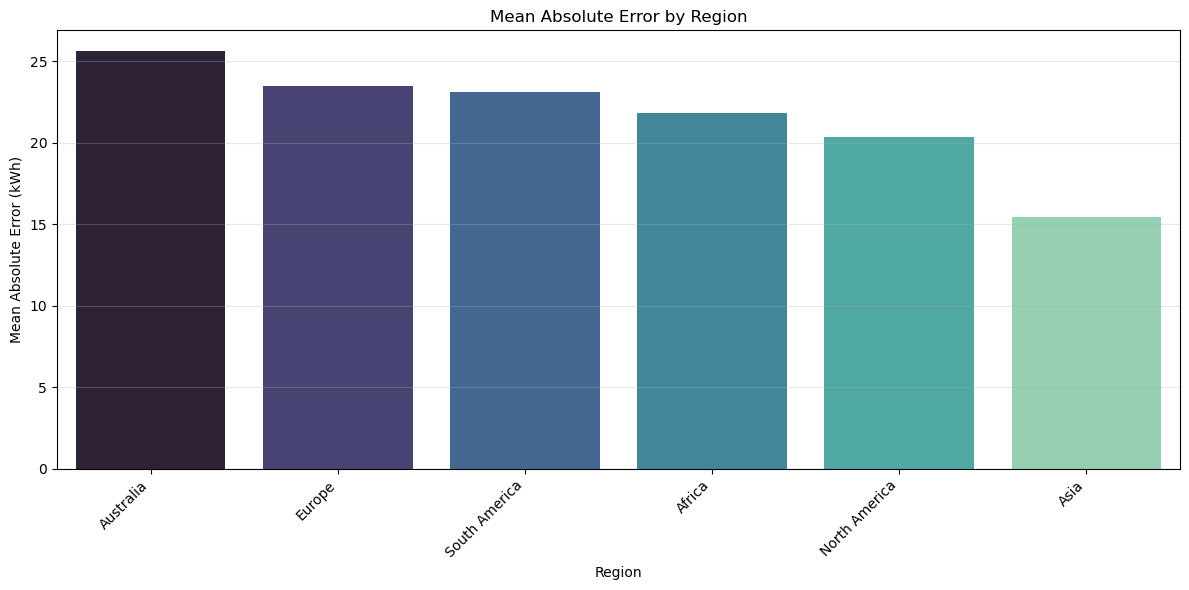 Mean Absolute Error by Region
Mean Absolute Error (kWh)
25
20
15
10
5
0
Australia
Europe
South America
Africa
North America
Asia
Region